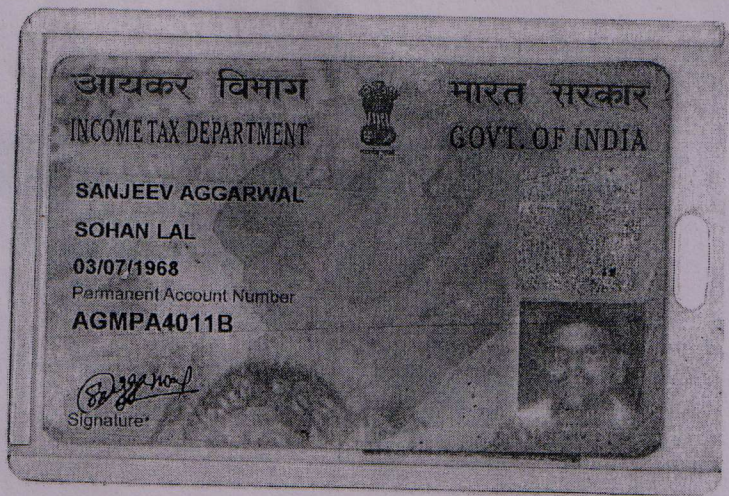 आयकर विभाग
INCOME TAX DEPARTMENT
भारत सरकार
GOVT. OF INDIA
SANJEEV AGGARWAL
SOHAN LAL
03/07/1968
Permanent Account Number
AGMPA4011B
Signature